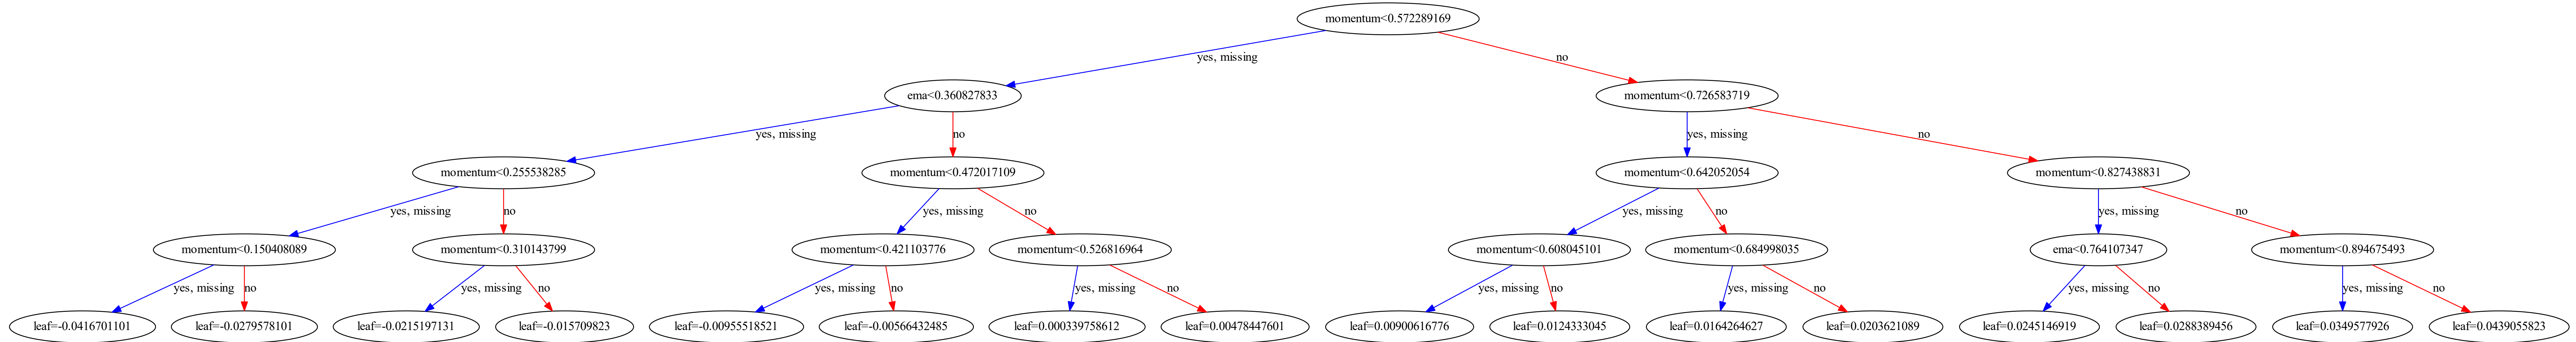 momentum<0.572289169
yes, missing
no
ema<0.360827833
momentum<0.726583719
yes, missing
no
yes, missing
no
momentum<0.255538285
momentum<0.472017109
momentum<0.642052054
momentum<0.827438831
yes, missing
no
yes, missing
no
yes, missing
no
yes, missing
no
momentum<0.150408089
momentum<0.310143799
momentum<0.421103776
momentum<0.526816964
momentum<0.608045101
momentum<0.684998035
ema<0.764107347
momentum<0.894675493
yes, missing
no
yes, missing
no
yes, missing
no
yes, missing
no
yes, missing
no
yes, missing
no
yes, missing
no
yes, missing
no
leaf=-0.0416701101
leaf=-0.0279578101
leaf=-0.0215197131
leaf=-0.015709823
leaf=-0.00955518521
leaf=-0.00566432485
leaf=0.000339758612
leaf=0.00478447601
leaf=0.00900616776
leaf=0.0124333045
leaf=0.0164264627
leaf=0.0203621089
leaf=0.0245146919
leaf=0.0288389456
leaf=0.0349577926
leaf=0.0439055823